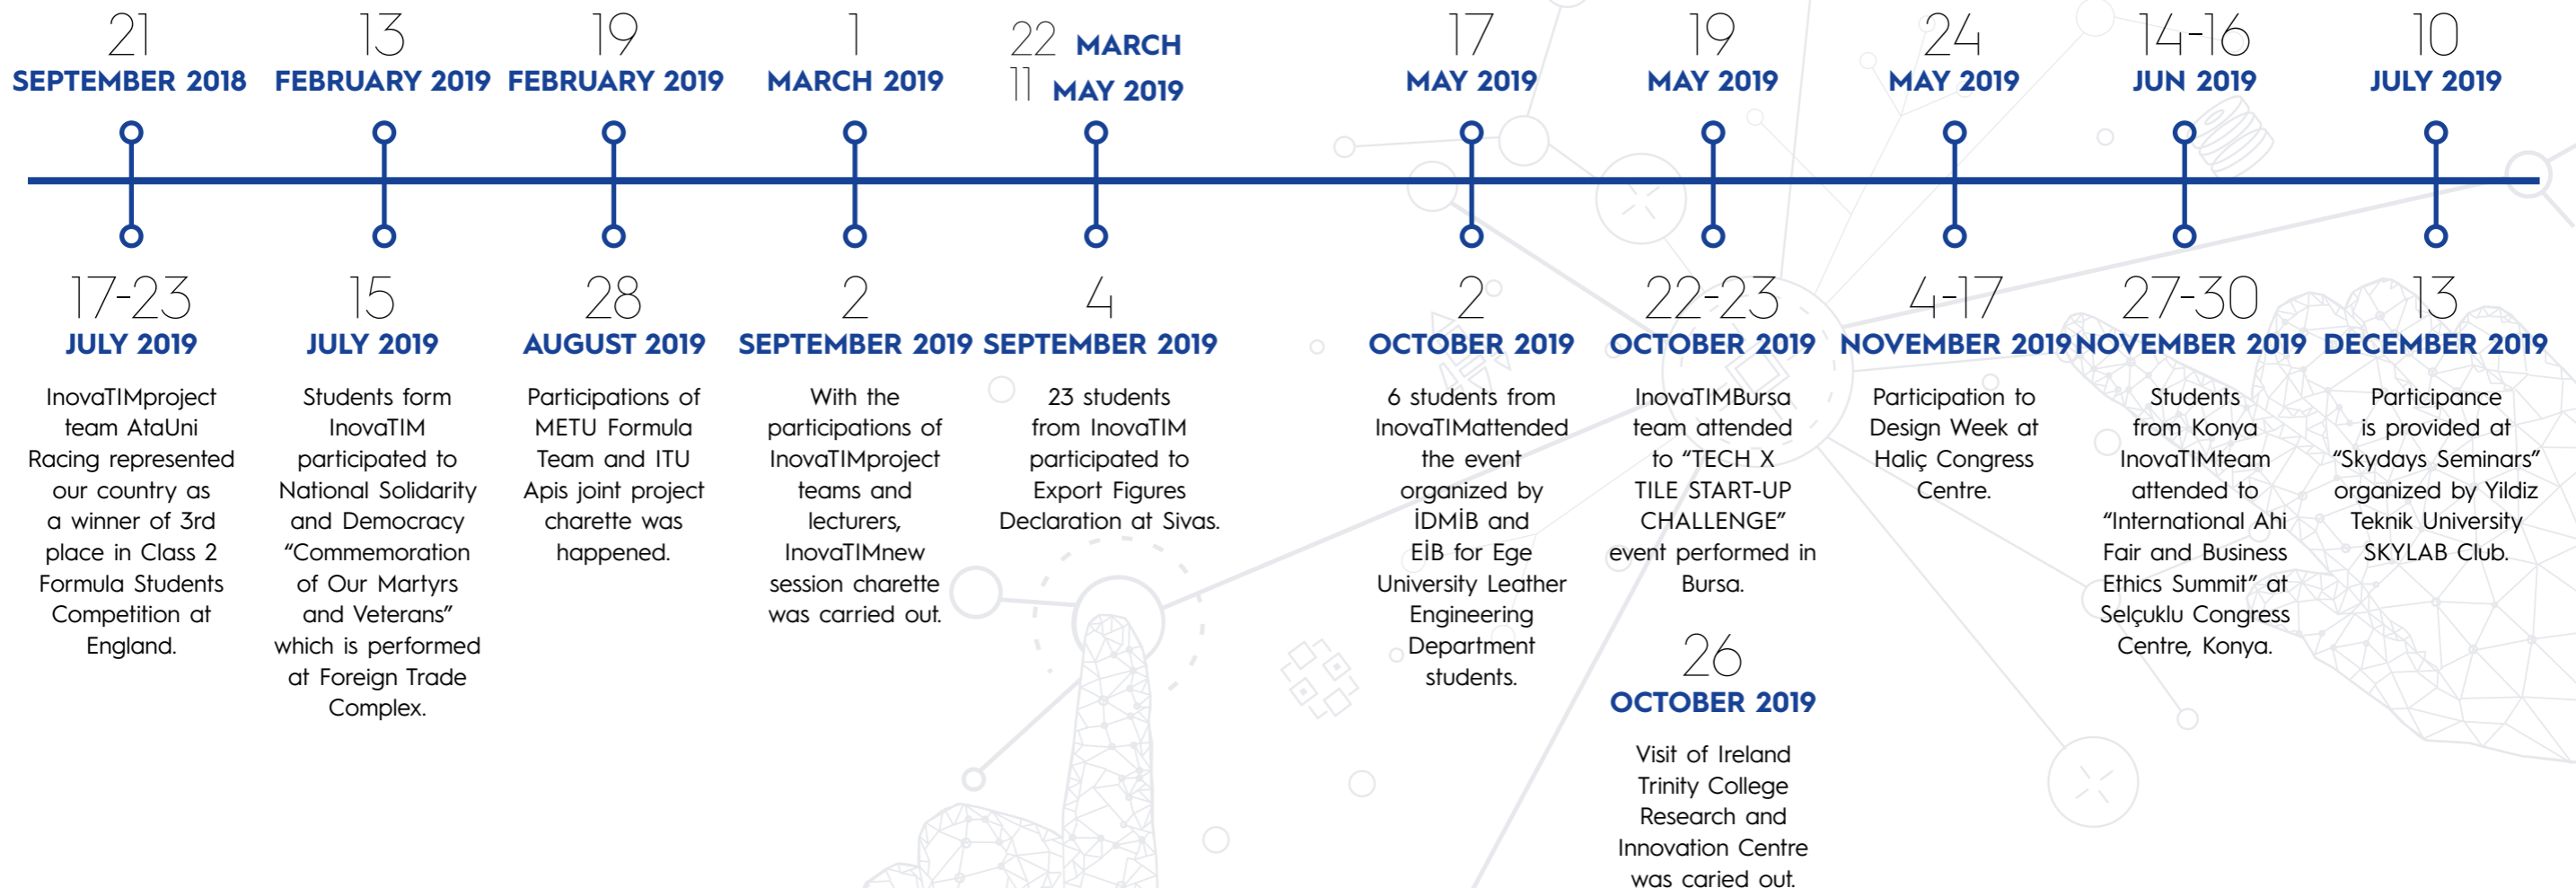 21
SEPTEMBER 2018
13
FEBRUARY 2019
19
FEBRUARY 2019
1
MARCH 2019
22 MARCH
11 MAY 2019
17
MAY 2019
19
MAY 2019
24
MAY 2019
14-16
JUN 2019
10
JULY 2019
17-23
JULY 2019
InovaTIMproject
team AtaUni
Racing represented
our country as
a winner of 3rd
place in Class 2
Formula Students
Competition at
England.
15
JULY 2019
Students form
InovaTIM
participated to
National Solidarity
and Democracy
“Commemoration
of Our Martyrs
and Veterans”
which is performed
at Foreign Trade
Complex.
28
AUGUST 2019
Participations of
METU Formula
Team and ITU
Apis joint project
charette was
happened.
2
SEPTEMBER 2019
With the
participations of
InovaTIMproject
teams and
lecturers,
InovaTIMnew
session charette
was carried out.
4
SEPTEMBER 2019
23 students
from InovaTIM
participated to
Export Figures
Declaration at Sivas.
2
OCTOBER 2019
6 students from
InovaTIMattended
the event
organized by
İDMİB and
EİB for Ege
University Leather
Engineering
Department
students.
22-23
OCTOBER 2019
InovaTIMBursa
team attended
to “TECH X
TILE START-UP
CHALLENGE”
event performed in
Bursa.
26
OCTOBER 2019
Visit of Ireland
Trinity College
Research and
Innovation Centre
was caried out.
4-17
NOVEMBER 2019
Participation to
Design Week at
Haliç Congress
Centre.
27-30
NOVEMBER 2019
Students
from Konya
InovaTIMteam
attended to
“International Ahi
Fair and Business
Ethics Summit” at
Selçuklu Congress
Centre, Konya.
13
DECEMBER 2019
Participance
is provided at
“Skydays Seminars”
organized by Yildiz
Teknik University
SKYLAB Club.